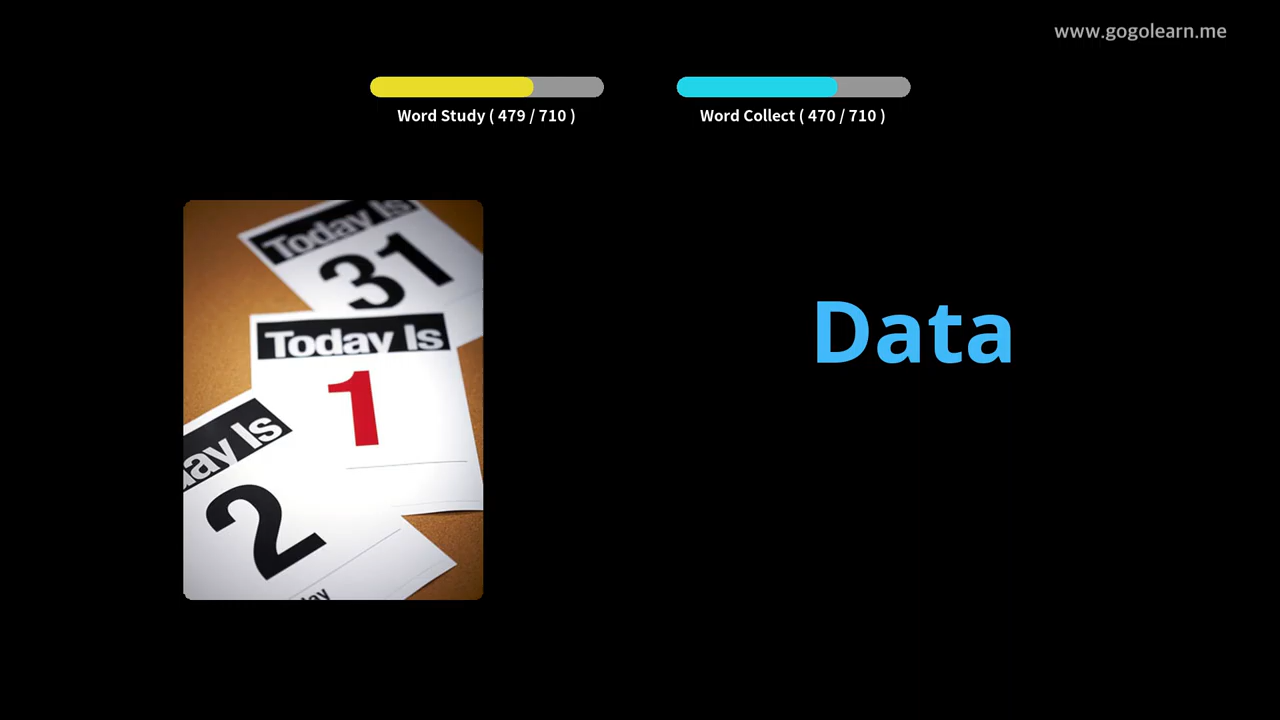 www.gogolearn.me
Word Study ( 479 / 710 )
Word Collect ( 470 / 710 )
Today Is
31
Today Is
1
ay Is
2
ay
Data